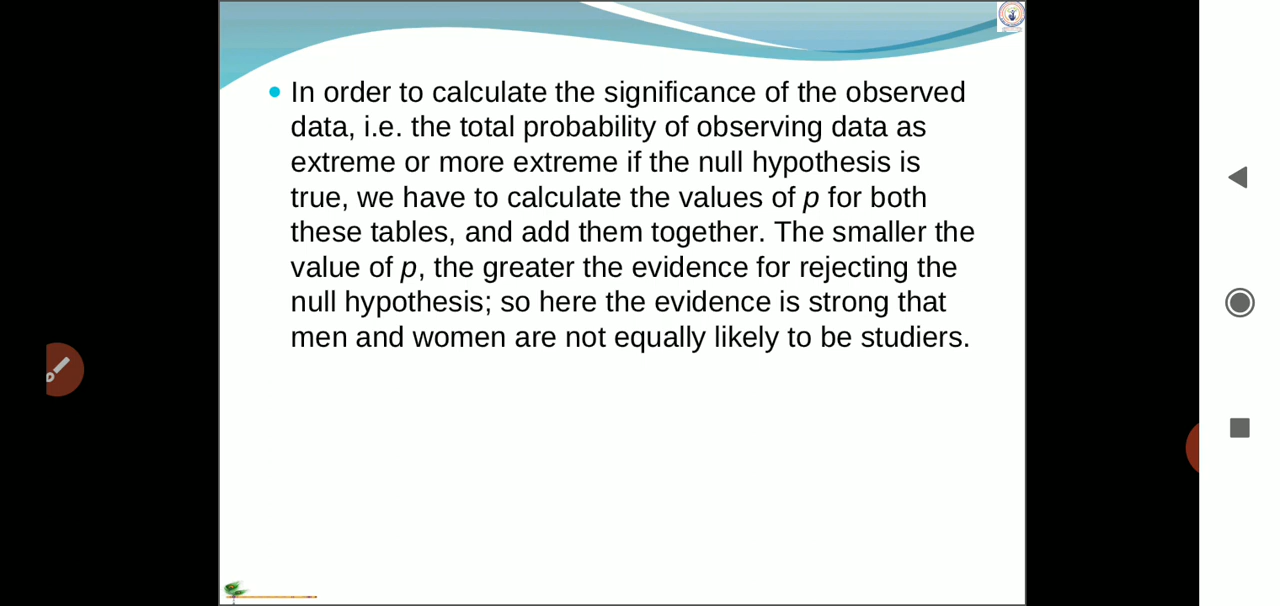 In order to calculate the significance of the observed
data, i.e. the total probability of observing data as
extreme or more extreme if the null hypothesis is
true, we have to calculate the values of p for both
these tables, and add them together. The smaller the
value of p, the greater the evidence for rejecting the
null hypothesis; so here the evidence is strong that
men and women are not equally likely to be studiers.